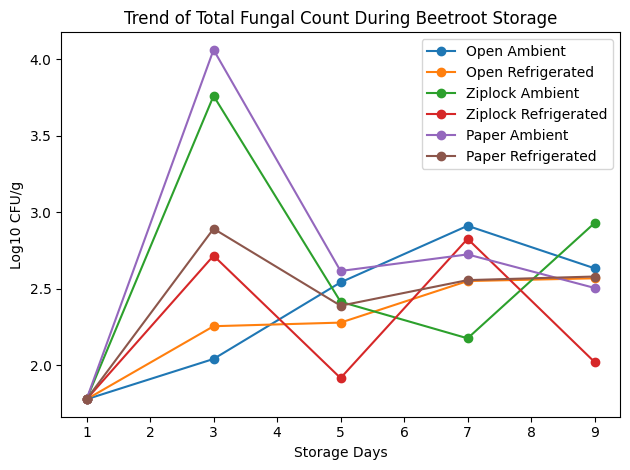 Trend of Total Fungal Count During Beetroot Storage
Open Ambient
Open Refrigerated
Ziplock Ambient
Ziplock Refrigerated
Paper Ambient
Paper Refrigerated
4.0
3.5
3.0
2.5
2.0
Log10 CFU/g
1 2 3 4 5 6 7 8 9
Storage Days